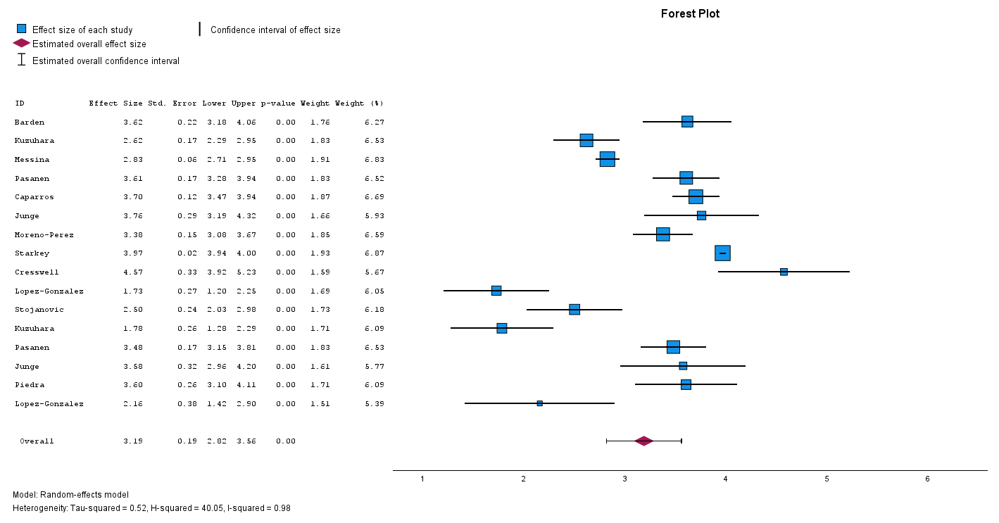 Forest Plot
Effect size of each study Confidence interval of effect size
Estimated overall effect size
Estimated overall confidence interval
ID Effect Size Std. Error Lower Upper p-value Weight Weight (%)
Barden 3.62 0.22 3.18 4.06 0.00 1.76 6.27
Kuzuhara 2.62 0.17 2.29 2.95 0.00 1.83 6.53
Messina 2.83 0.06 2.71 2.95 0.00 1.91 6.83
Pasanen 3.61 0.17 3.28 3.94 0.00 1.83 6.52
Caparros 3.70 0.12 3.47 3.94 0.00 1.87 6.69
Junge 3.76 0.29 3.19 4.32 0.00 1.66 5.93
Moreno-Perez 3.38 0.15 3.08 3.67 0.00 1.85 6.59
Starkey 3.97 0.02 3.94 4.00 0.00 1.93 6.87
Cresswell 4.57 0.33 3.92 5.23 0.00 1.59 5.67
Lopez-Gonzalez 1.73 0.27 1.20 2.25 0.00 1.69 6.05
Stojanovic 2.50 0.24 2.03 2.98 0.00 1.73 6.18
Kuzuhara 1.78 0.26 1.28 2.29 0.00 1.71 6.09
Pasanen 3.48 0.17 3.15 3.81 0.00 1.83 6.53
Junge 3.58 0.32 2.96 4.20 0.00 1.61 5.77
Piedra 3.60 0.26 3.10 4.11 0.00 1.71 6.09
Lopez-Gonzalez 2.16 0.38 1.42 2.90 0.00 1.51 5.39
Overall 3.19 0.19 2.82 3.56 0.00
1 2 3 4 5 6
Model: Random-effects model
Heterogeneity: Tau-squared = 0.52, H-squared = 40.05, I-squared = 0.98